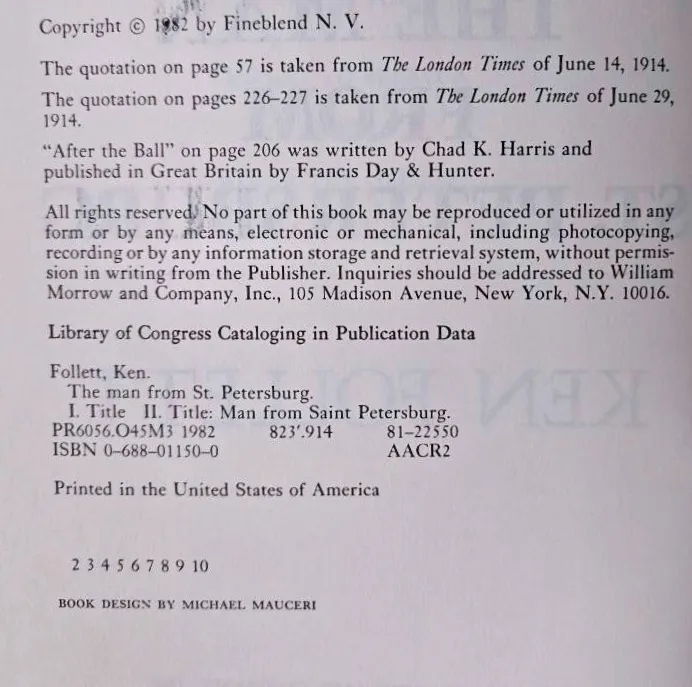 Copyright © 1982 by Fineblend N. V.
The quotation on page 57 is taken from The London Times of June 14, 1914.
The quotation on pages 226–227 is taken from The London Times of June 29,
1914.
“After the Ball” on page 206 was written by Chad K. Harris and
published in Great Britain by Francis Day & Hunter.
All rights reserved. No part of this book may be reproduced or utilized in any
form or by any means, electronic or mechanical, including photocopying,
recording or by any information storage and retrieval system, without permis-
sion in writing from the Publisher. Inquiries should be addressed to William
Morrow and Company, Inc., 105 Madison Avenue, New York, N.Y. 10016.
Library of Congress Cataloging in Publication Data
Follett, Ken.
The man from St. Petersburg.
I. Title II. Title: Man from Saint Petersburg.
PR6056.O45M3 1982 823′.914 81–22550
ISBN 0–688–01150–0 AACR2
Printed in the United States of America
2 3 4 5 6 7 8 9 10
BOOK DESIGN BY MICHAEL MAUCERI